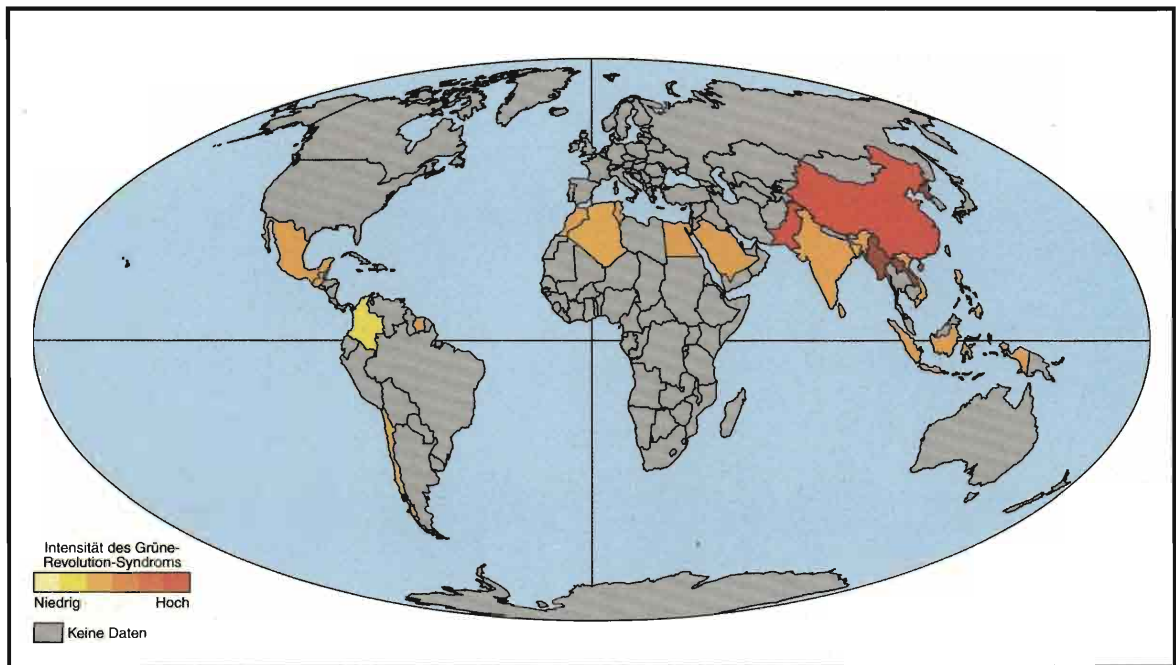 Intensität des Grüne-
Revolution-Syndroms
Niedrig Hoch
Keine Daten